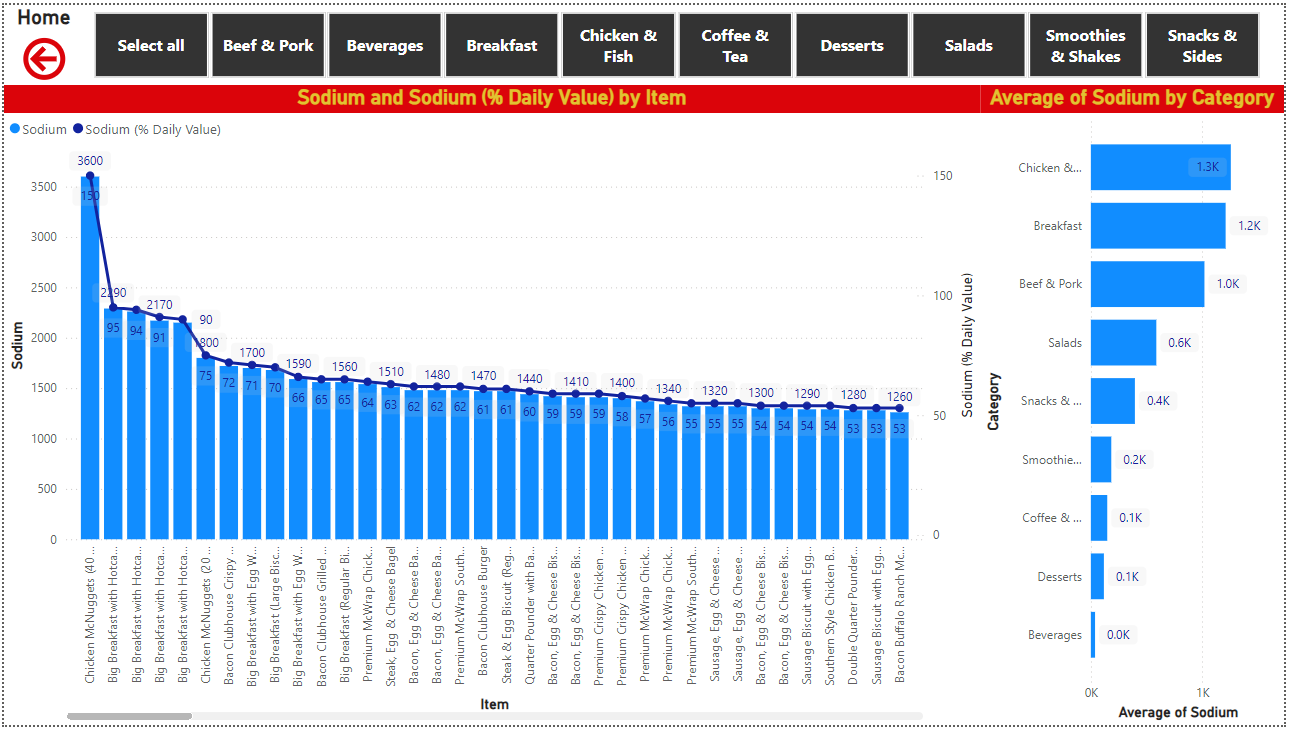 Home
Select all
Beef & Pork
Beverages
Breakfast
Chicken &
Fish
Coffee &
Tea
Desserts
Salads
Smoothies
& Shakes
Snacks &
Sides
Sodium and Sodium (% Daily Value) by Item
Sodium Sodium (% Daily Value)
Sodium
3500
3000
2500
2000
1500
1000
500
0
3600
2290
2170
90
1800
1700
1590
1560
1510
1480
1470
1440
1410
1400
1340
1320
1300
1290
1280
1260
150
95
94
91
75
72
71
70
66
65
65
64
63
62
62
62
61
61
60
59
59
59
58
57
56
55
55
55
54
54
54
54
53
53
53
150
100
50
0
Sodium (% Daily Value)
Chicken McNuggets (40 ...
Big Breakfast with Hotca...
Big Breakfast with Hotca...
Big Breakfast with Hotca...
Big Breakfast with Hotca...
Chicken McNuggets (20 ...
Bacon Clubhouse Crispy ...
Big Breakfast with Egg W...
Big Breakfast (Large Bisc...
Big Breakfast with Egg W...
Bacon Clubhouse Grilled ...
Big Breakfast (Regular Bi...
Premium McWrap Chick...
Steak, Egg & Cheese Bagel
Bacon, Egg & Cheese Ba...
Bacon, Egg & Cheese Ba...
Premium McWrap South...
Bacon Clubhouse Burger
Steak & Egg Biscuit (Reg...
Quarter Pounder with Ba...
Bacon, Egg & Cheese Bis...
Bacon, Egg & Cheese Bis...
Premium Crispy Chicken ...
Premium Crispy Chicken ...
Premium McWrap Chick...
Premium McWrap Chick...
Premium McWrap South...
Sausage, Egg & Cheese ...
Sausage, Egg & Cheese ...
Bacon, Egg & Cheese Bis...
Bacon, Egg & Cheese Bis...
Sausage Biscuit with Egg...
Southern Style Chicken B...
Double Quarter Pounder...
Sausage Biscuit with Egg...
Bacon Buffalo Ranch Mc...
Item
Average of Sodium by Category
Category
Chicken &... 1.3K
Breakfast 1.2K
Beef & Pork 1.0K
Salads 0.6K
Snacks & ... 0.4K
Smoothie... 0.2K
Coffee & ... 0.1K
Desserts 0.1K
Beverages 0.0K
0K 1K
Average of Sodium